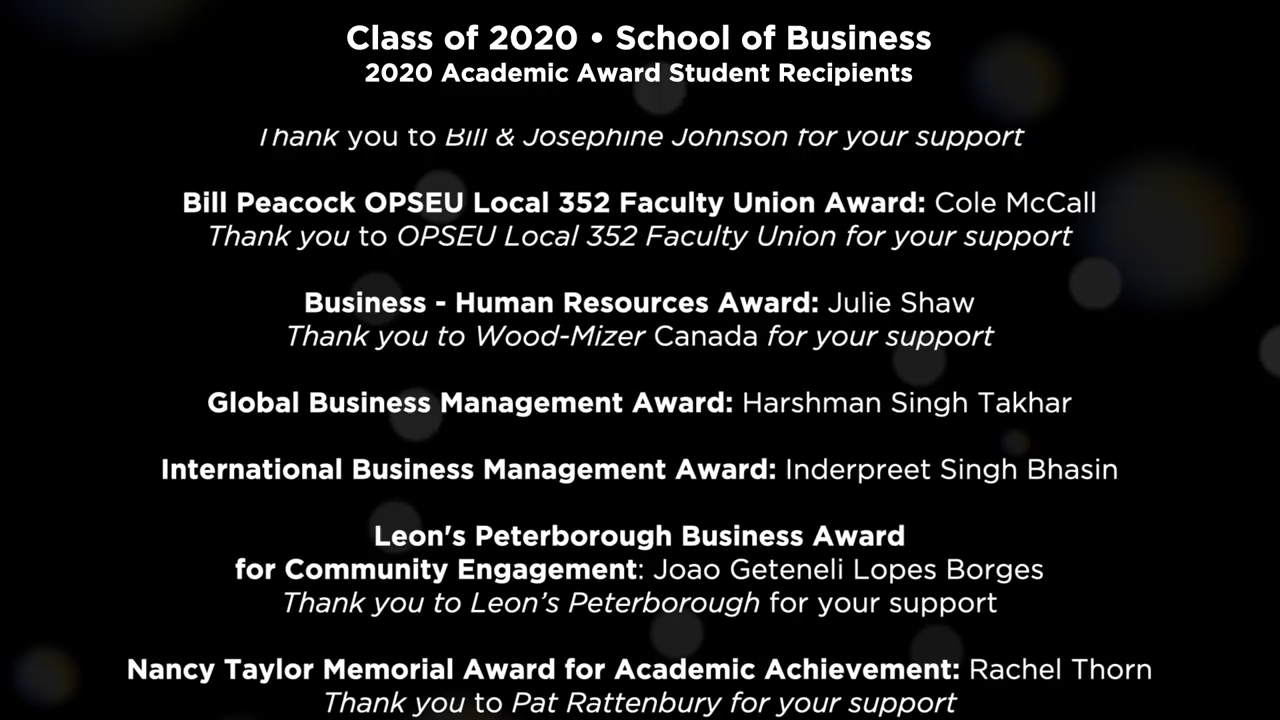 Class of 2020 • School of Business
2020 Academic Award Student Recipients
Thank you to Bill & Josephine Johnson for your support
Bill Peacock OPSEU Local 352 Faculty Union Award: Cole McCall
Thank you to OPSEU Local 352 Faculty Union for your support
Business - Human Resources Award: Julie Shaw
Thank you to Wood-Mizer Canada for your support
Global Business Management Award: Harshman Singh Takhar
International Business Management Award: Inderpreet Singh Bhasin
Leon's Peterborough Business Award
for Community Engagement: Joao Geteneli Lopes Borges
Thank you to Leon’s Peterborough for your support
Nancy Taylor Memorial Award for Academic Achievement: Rachel Thorn
Thank you to Pat Rattenbury for your support